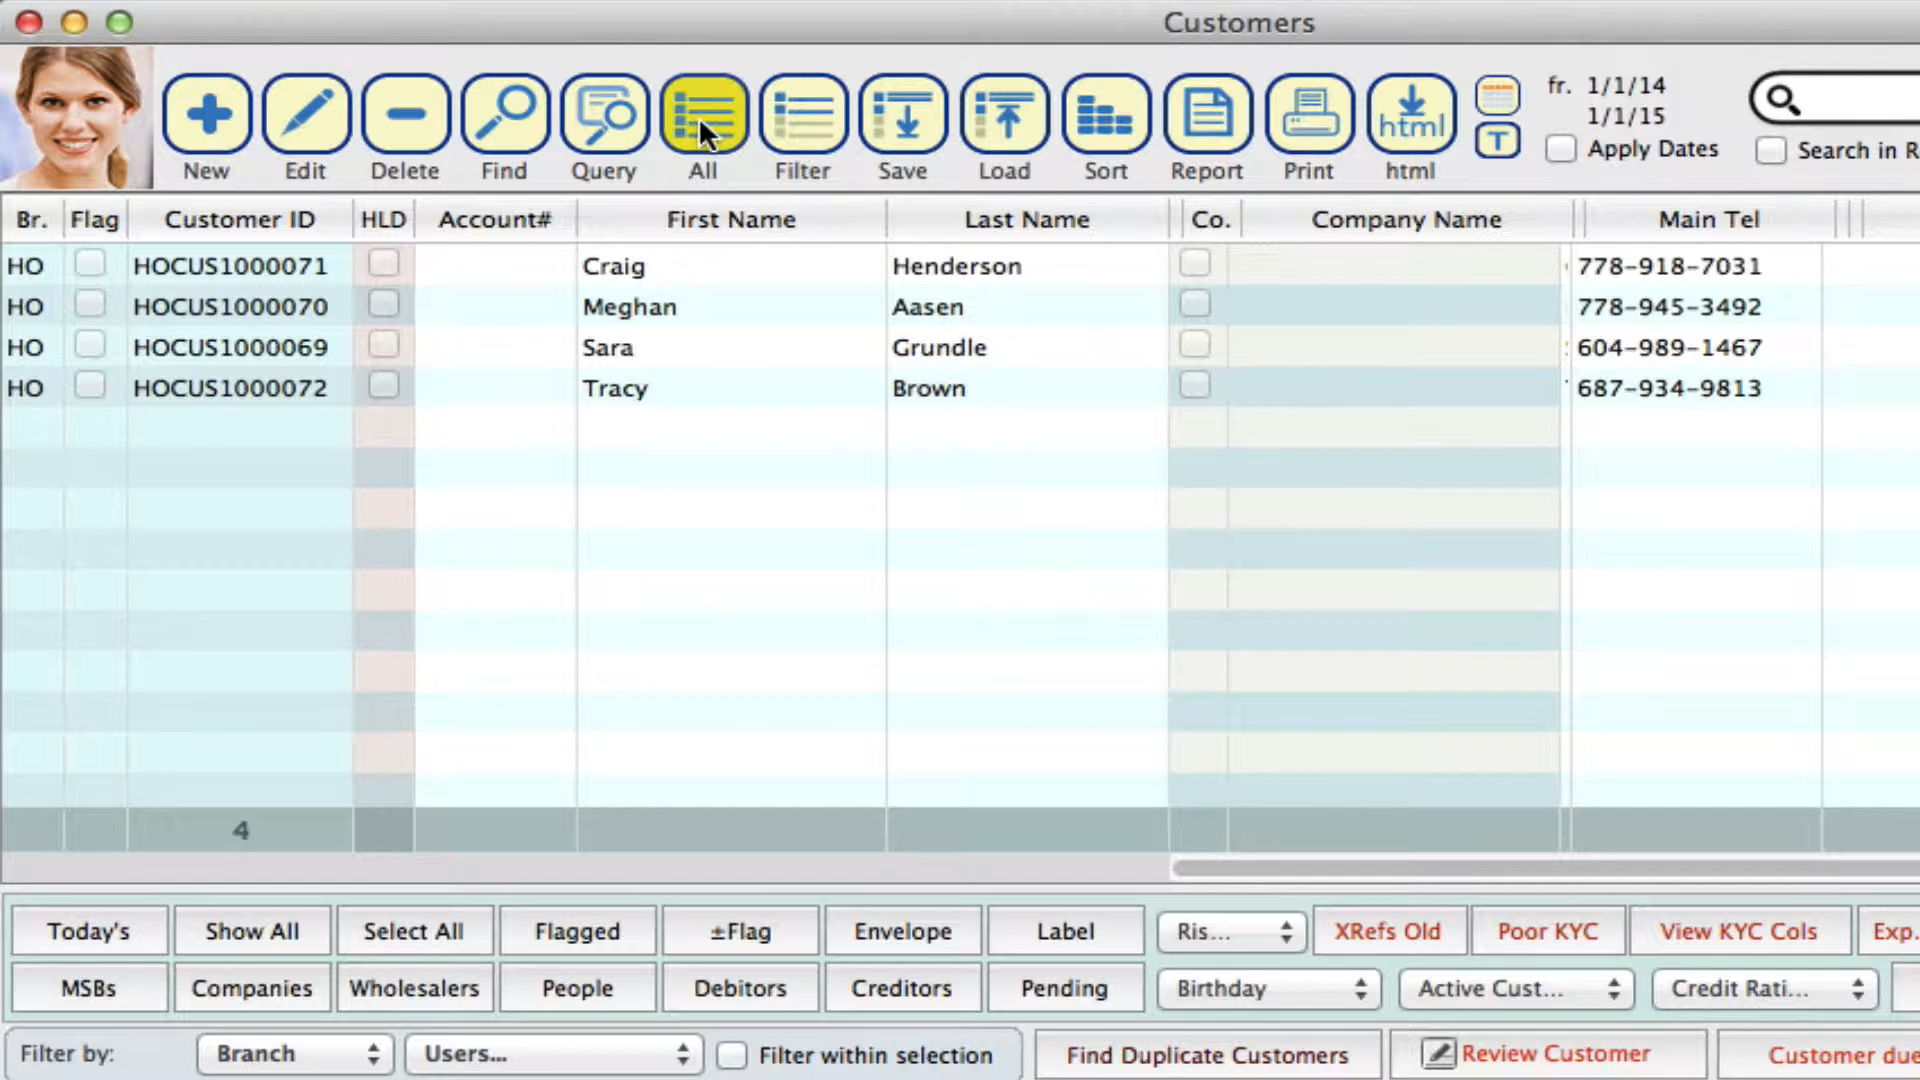 Customers
New Edit Delete Find Query All Filter Save Load Sort Report Print html
html
T
fr. 1/1/14
1/1/15
Apply Dates
Search in R
Br. Flag Customer ID HLD Account# First Name Last Name Co. Company Name Main Tel
HO HOCUS1000071 Craig Henderson 778-918-7031
HO HOCUS1000070 Meghan Aasen 778-945-3492
HO HOCUS1000069 Sara Grundle 604-989-1467
HO HOCUS1000072 Tracy Brown 687-934-9813
4
Today's Show All Select All Flagged ±Flag Envelope Label Ris... XRefs Old Poor KYC View KYC Cols Exp.
MSBs Companies Wholesalers People Debitors Creditors Pending Birthday Active Cust... Credit Rati...
Filter by: Branch Users... Filter within selection Find Duplicate Customers Review Customer Customer due